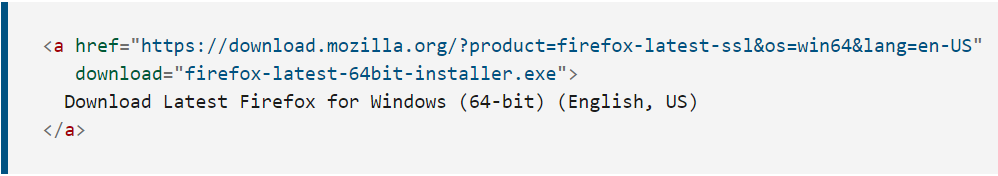 <a href="https://download.mozilla.org/?product=firefox-latest-ssl&os=win64&lang=en-US"
download="firefox-latest-64bit-installer.exe">
Download Latest Firefox for Windows (64-bit) (English, US)
</a>